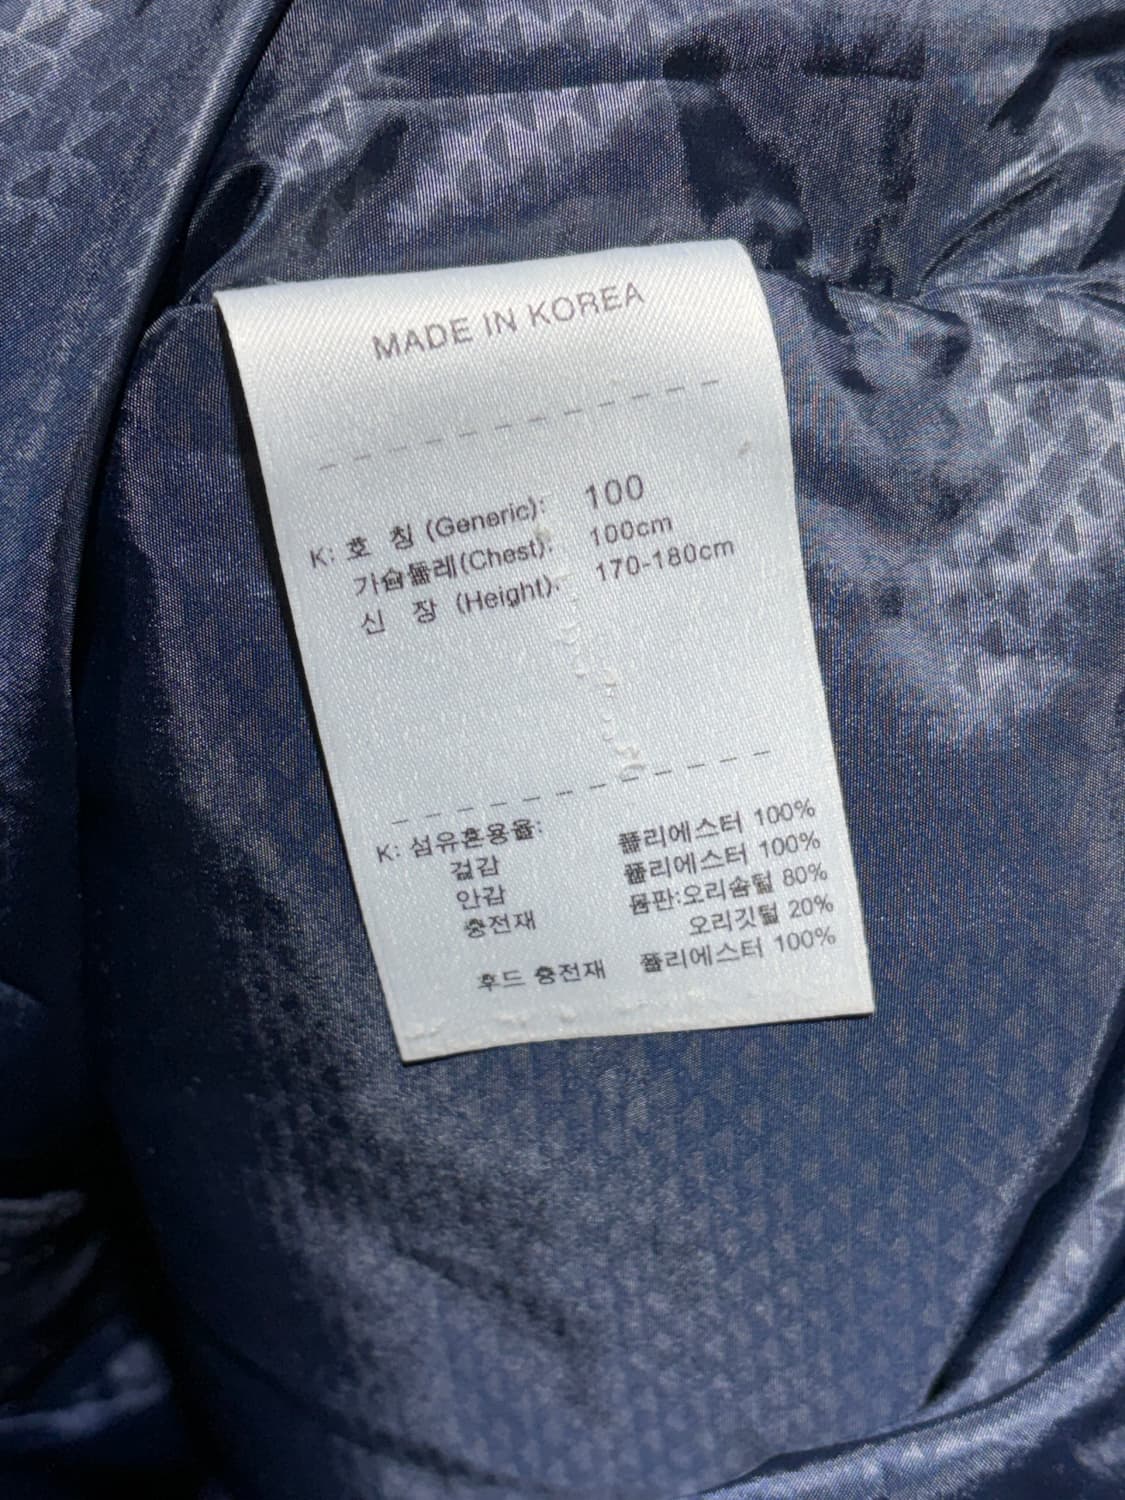 MADE IN KOREA
K: 호 칭 (Generic): 100
가슴둘레(Chest): 100cm
신 장 (Height): 170-180cm
K: 섬유혼용율:
겉감 폴리에스터 100%
안감 폴리에스터 100%
충전재 몸판:오리솜털 80%
오리깃털 20%
후드 충전재 폴리에스터 100%